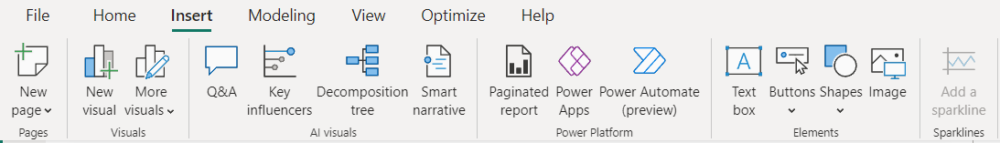 File Home Insert Modeling View Optimize Help
New page
New visual
More visuals
Q&A
Key influencers
Decomposition tree
Smart narrative
Paginated report
Power Apps
Power Automate (preview)
Text box
Buttons
Shapes
Image
Add a sparkline
Pages Visuals AI visuals Power Platform Elements Sparklines